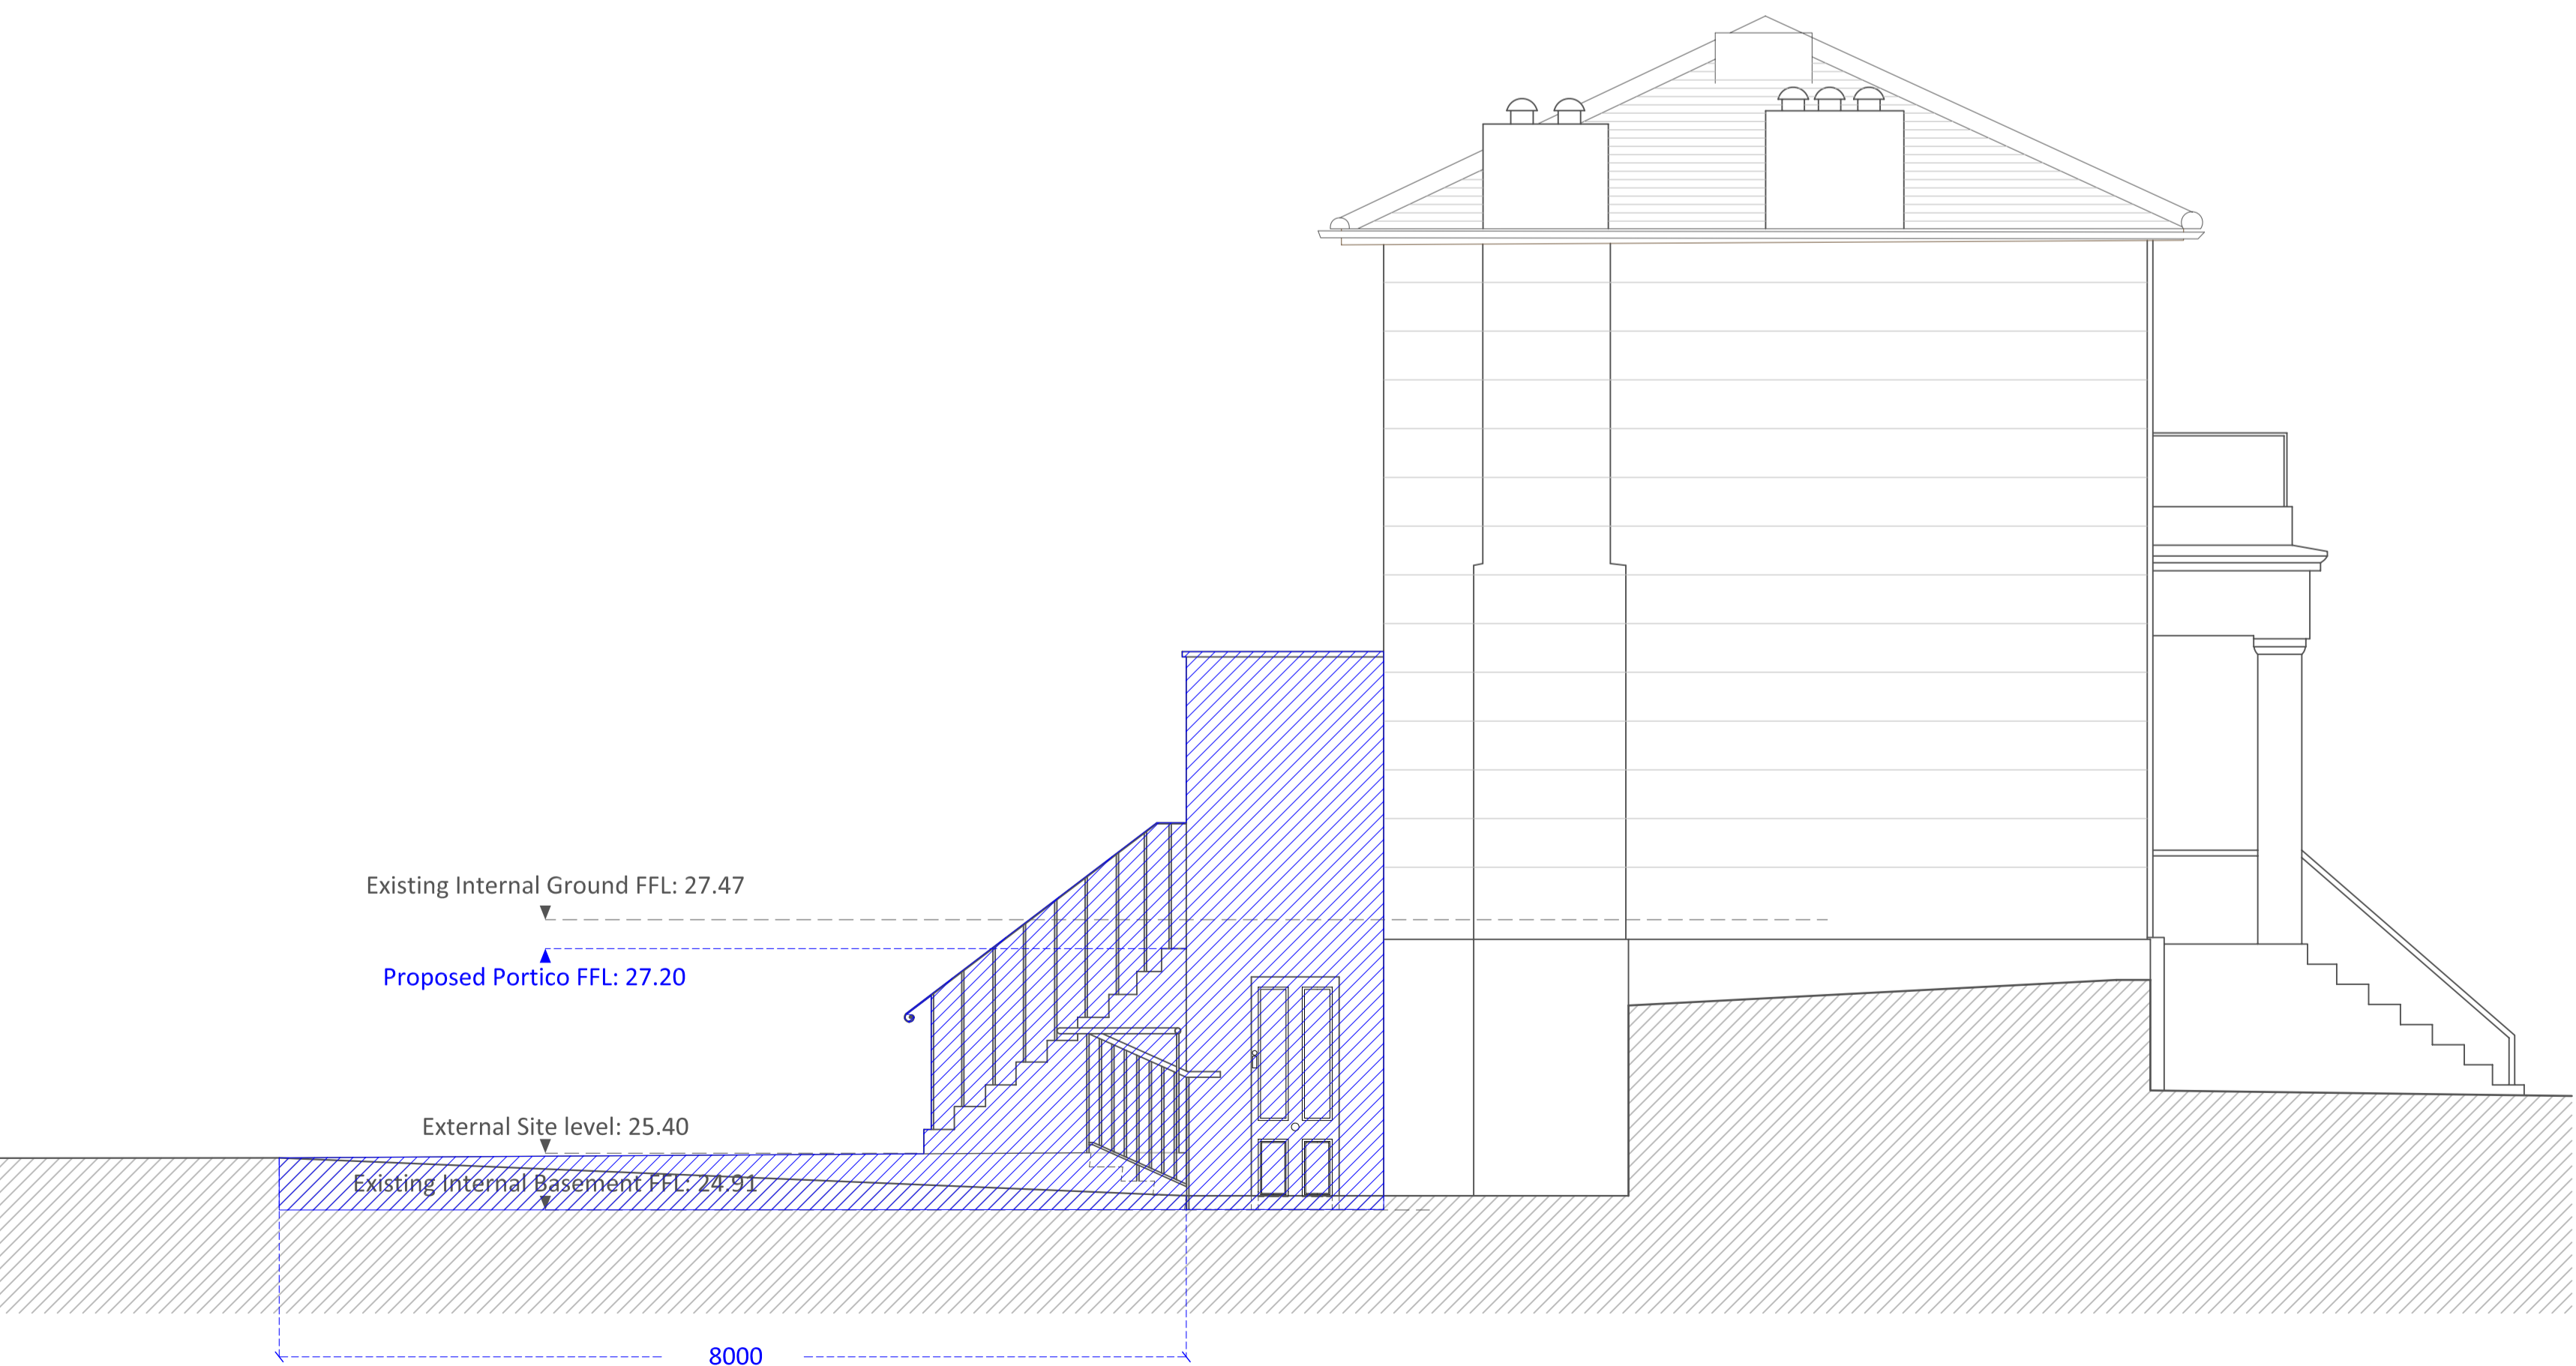 Existing Internal Ground FFL: 27.47
Proposed Portico FFL: 27.20
External Site level: 25.40
Existing Internal Basement FFL: 24.91
8000